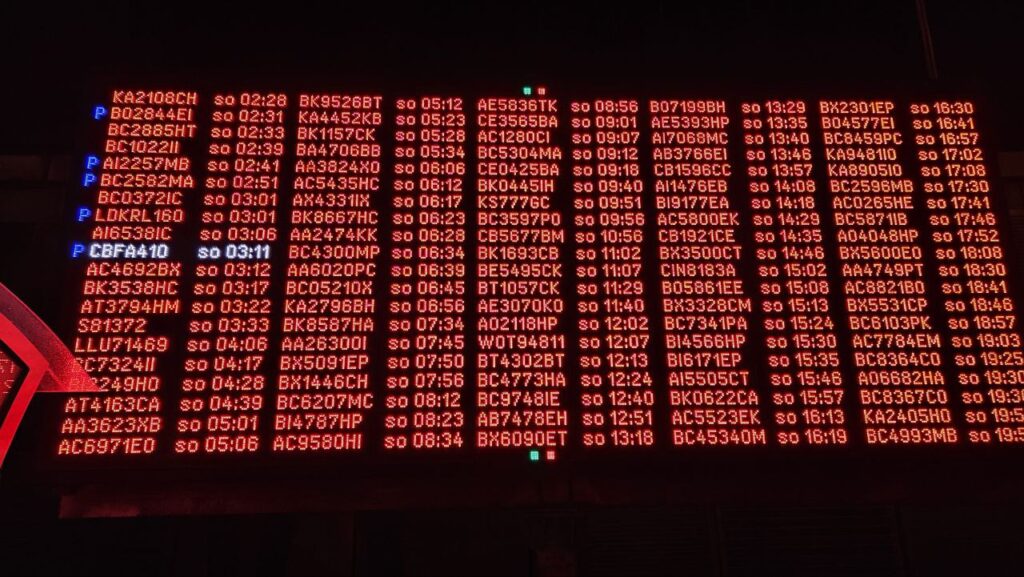 KA2108CH so 02:28
P BO2844EI so 02:31
BC2885HT so 02:33
BC1022II so 02:39
P AI2257MB so 02:41
P BC2582MA so 02:51
BC0372IC so 03:01
P LDKRL160 so 03:01
AI6538IC so 03:06
P CBFA410 so 03:11
AC4692BX so 03:12
BK3538HC so 03:17
AT3794HM so 03:22
S81372 so 03:33
LLU71469 so 04:06
so 04:17
so 04:28
AT4163CA so 04:39
AA3623XB so 05:01
AC6971EO so 05:06
BK9526BT so 05:12
KA4452KB so 05:23
BK1157CK so 05:28
BA4706BB so 05:34
AA3824XO so 06:06
AC5435HC so 06:12
AX4331IX so 06:17
BK8667HC so 06:23
AA2474KK so 06:28
BC4300MP so 06:34
AA6020PC so 06:39
BC0521OX so 06:45
KA2796BH so 06:56
BK8587HA so 07:34
AA2630OI so 07:45
BX5091EP so 07:50
BX1446CH so 07:56
BC6207MC so 08:12
BI4787HP so 08:23
AC9580HI so 08:34
AE5836TK so 08:56
CE3565BA so 09:01
AC1280CI so 09:07
BC5304MA so 09:12
CE0425BA so 09:18
BK0445IH so 09:40
KS7776C so 09:51
BC3597PO so 09:56
CB5677BM so 10:56
BK1693CB so 11:02
BE5495CK so 11:07
BT1057CK so 11:29
AE3070KO so 11:40
AO2118HP so 12:02
WOT94811 so 12:07
BT4302BT so 12:13
BC4773HA so 12:24
BC9748IE so 12:40
AB7478EH so 12:51
BX6090ET so 13:18
BO7199BH so 13:29
AE5393HP so 13:35
AI7068MC so 13:40
AB3766EI so 13:46
CB1596CC so 13:57
AI1476EB so 14:08
BI9177EA so 14:18
AC5800EK so 14:29
CB1921CE so 14:35
BX3500CT so 14:46
CIN8183A so 15:02
BO5861EE so 15:08
BX3328CM so 15:13
BC7341PA so 15:24
BI4566HP so 15:30
BI6171EP so 15:35
AI5505CT so 15:46
BK0622CA so 15:57
AC5523EK so 16:13
BC4534OM so 16:19
BX2301EP so 16:30
BO4577EI so 16:41
BC8459PC so 16:57
KA9481IO so 17:02
KA8905IO so 17:08
BC2596MB so 17:30
AC0265HE so 17:41
BC5871IB so 17:46
AO4048HP so 17:52
BX5600EO so 18:08
AA4749PT so 18:30
AC8821BO so 18:41
BX5531CP so 18:46
BC6103PK so 18:57
AC7784EM so 19:03
BC8364CO so 19:25
AO6682HA so 19:30
BC8367CO so
KA2405HO so
BC4993MB so